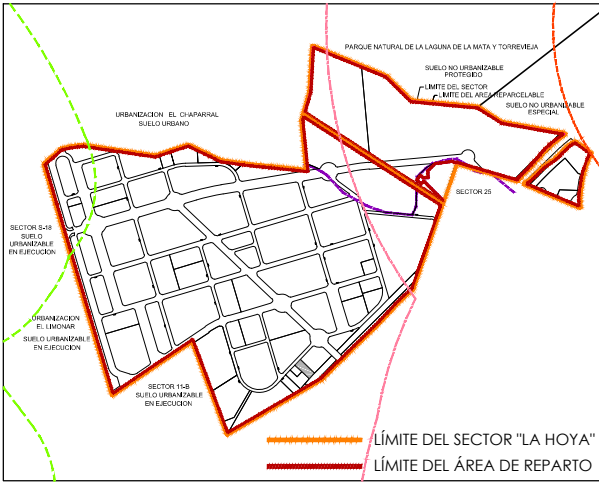 PARQUE NATURAL DE LA LAGUNA DE LA MATA Y TORREVIEJA
SUELO NO URBANIZABLE
PROTEGIDO
LIMITE DEL SECTOR
LIMITE DEL AREA REPARCELABLE
SUELO NO URBANIZABLE
ESPECIAL
URBANIZACION EL CHAPARRAL
SUELO URBANO
SECTOR 25
SECTOR S-18
SUELO
URBANIZABLE
EN EJECUCION
URBANIZACION
EL LIMONAR
SUELO URBANIZABLE
EN EJECUCION
SECTOR 11-B
SUELO URBANIZABLE
EN EJECUCION
LÍMITE DEL SECTOR "LA HOYA"
LÍMITE DEL ÁREA DE REPARTO